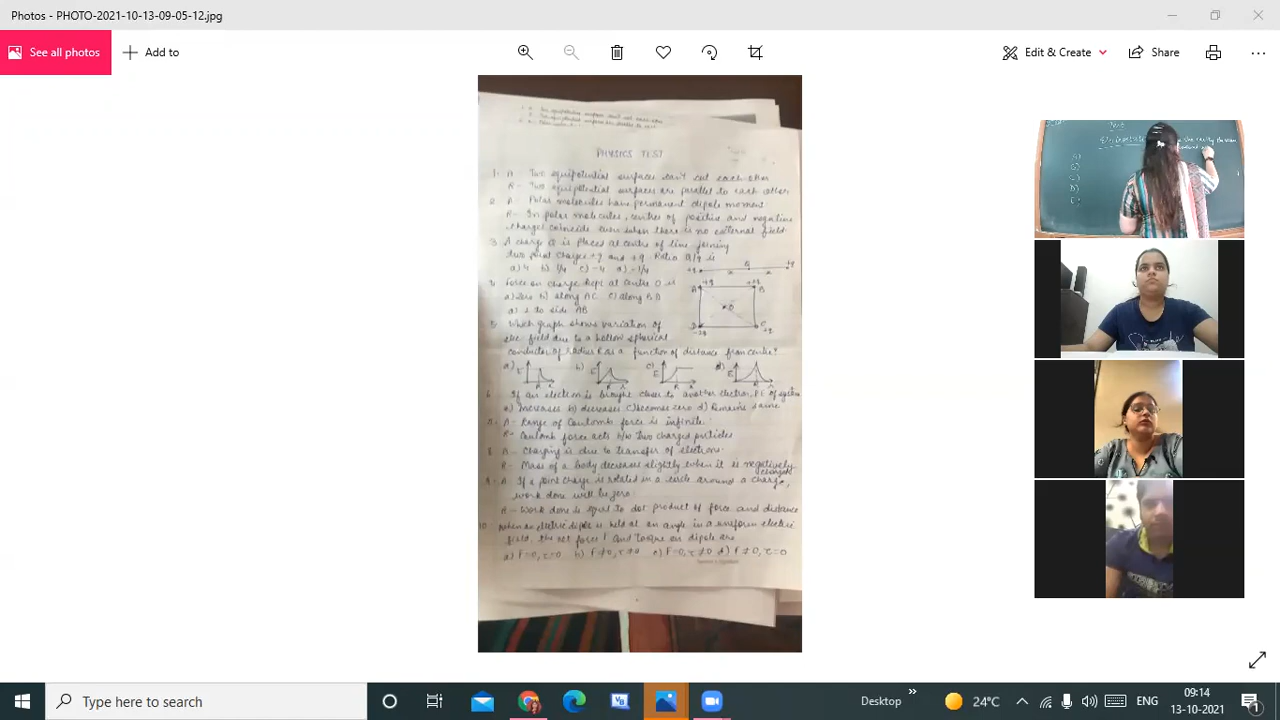 Photos - PHOTO-2021-10-13-09-05-12.jpg
See all photos
Add to
Edit & Create
Share
PHYSICS TEST
1. A Two equipotential surfaces can't cut each other
R - Two equipotential surfaces are parallel to each other
2. A - Polar molecules have permanent dipole moment
R - In polar molecules, centres of positive and negative
charges coincide even when there is no external field
3. A charge Q is placed at centre of line joining
two point charges +q and +q. Ratio Q/q is
a) 4 b) 1/4 c) -4 d) -1/4
+q Q +q
x x
4. Force on charge kept at centre O is
a) Zero b) along AC c) along BD
d) ⊥ to side AB
A B
O
D C
5. Which graph shows variation of
elec field due to a hollow spherical
conductor of radius R as a function of distance from centre?
a) b) c) d)
6. If an electron is brought closer to another electron, P.E of system
a) Increases b) decreases c) becomes zero d) Remains same
7. A - Range of Coulomb force is infinite.
R - Coulomb force acts b/w two charged particles
8. A - Charging is due to transfer of electrons.
R - Mass of a body decreases slightly when it is negatively
charged
9. A If a point charge is rotated in a circle around a charge,
work done will be zero.
R - Work done is equal to dot product of force and distance
10. When an electric dipole is held at an angle in a uniform electric
field, the net force F and torque on dipole are
a) F=0, τ=0 b) F≠0, τ≠0 c) F=0, τ≠0 d) F≠0, τ=0
Type here to search
Desktop
24°C
ENG
09:14
13-10-2021